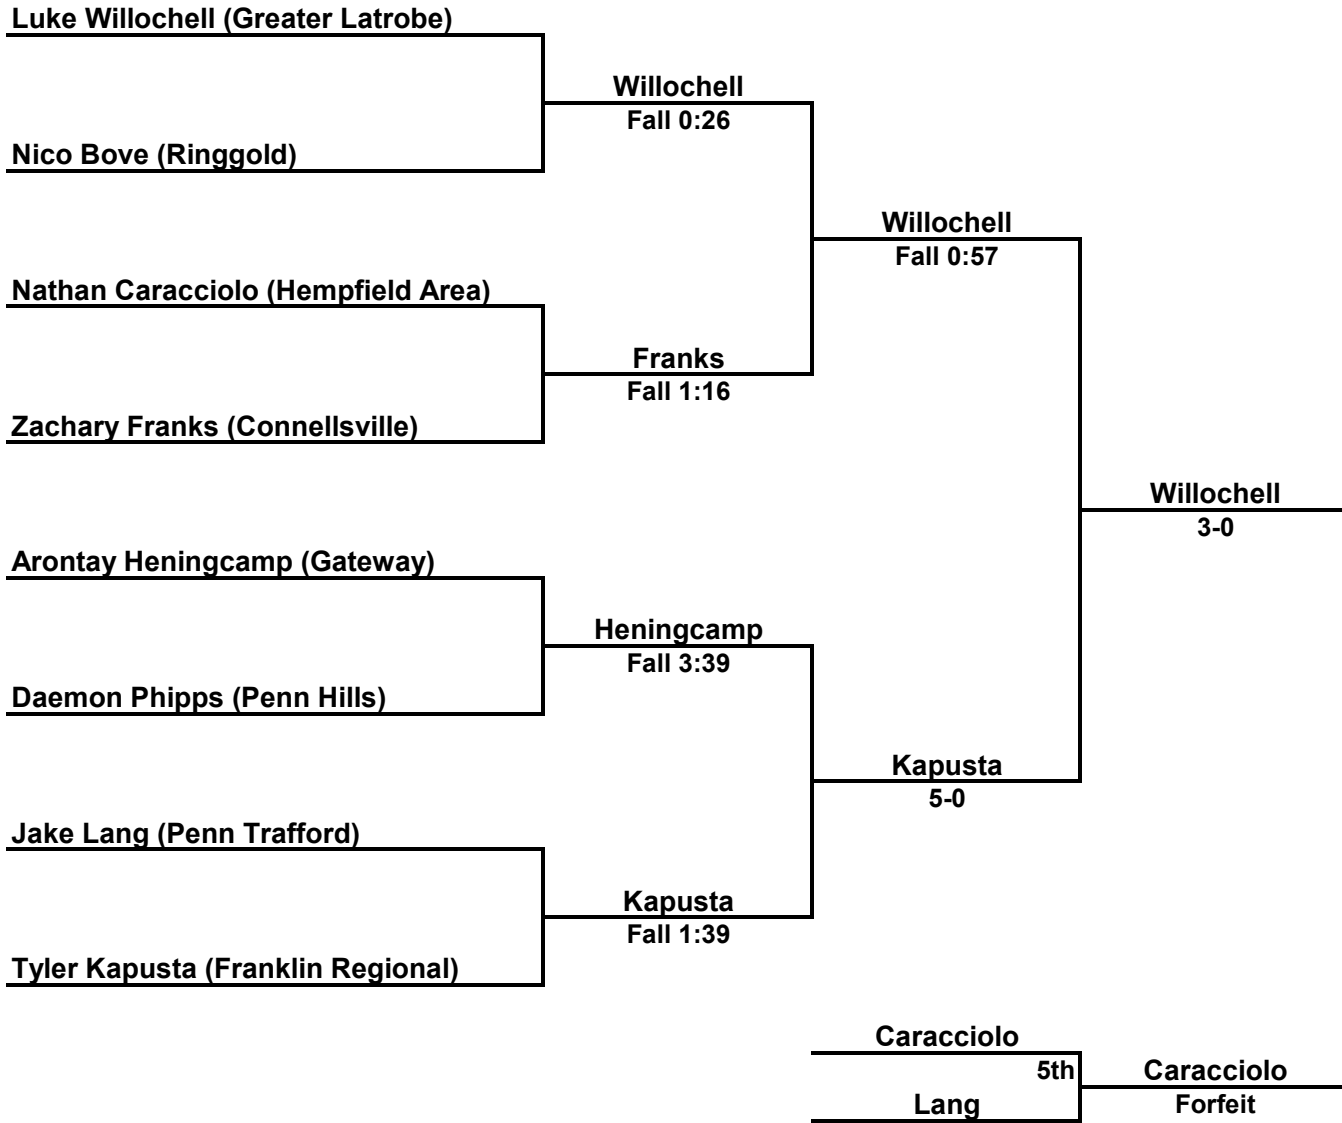 Luke Willochell (Greater Latrobe)
Willochell
Fall 0:26
Nico Bove (Ringgold)
Willochell
Fall 0:57
Nathan Caracciolo (Hempfield Area)
Franks
Fall 1:16
Zachary Franks (Connellsville)
Willochell
3-0
Arontay Heningcamp (Gateway)
Heningcamp
Fall 3:39
Daemon Phipps (Penn Hills)
Kapusta
5-0
Jake Lang (Penn Trafford)
Kapusta
Fall 1:39
Tyler Kapusta (Franklin Regional)
Caracciolo
5th
Caracciolo
Lang
Forfeit